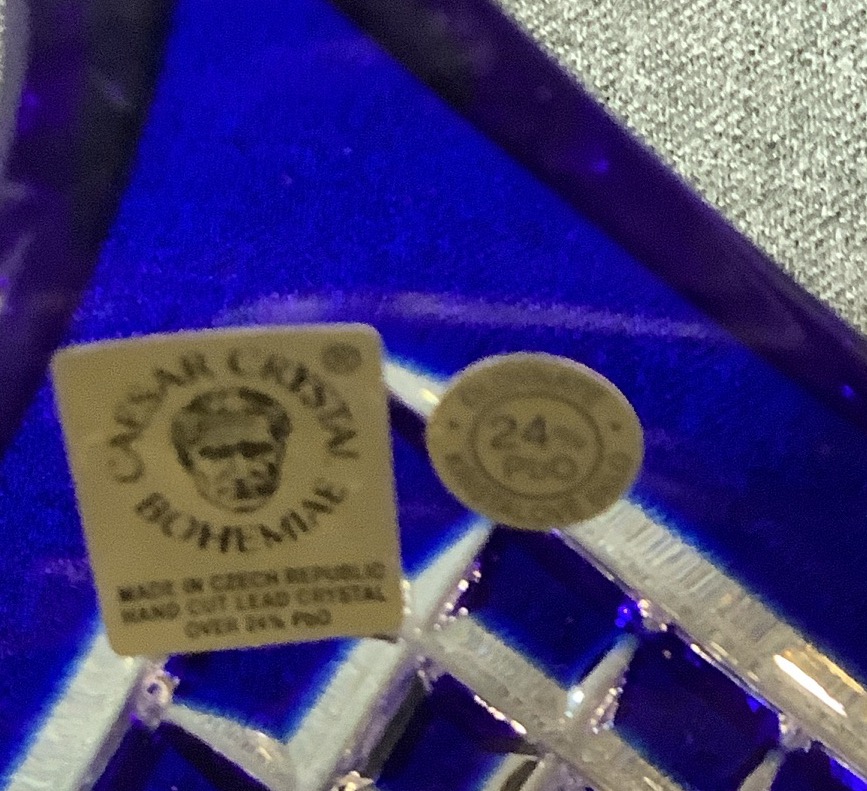 CAESAR CRYSTAL
BOHEMIAE
MADE IN CZECH REPUBLIC
HAND CUT LEAD CRYSTAL
OVER 24% PbO
24%
PbO